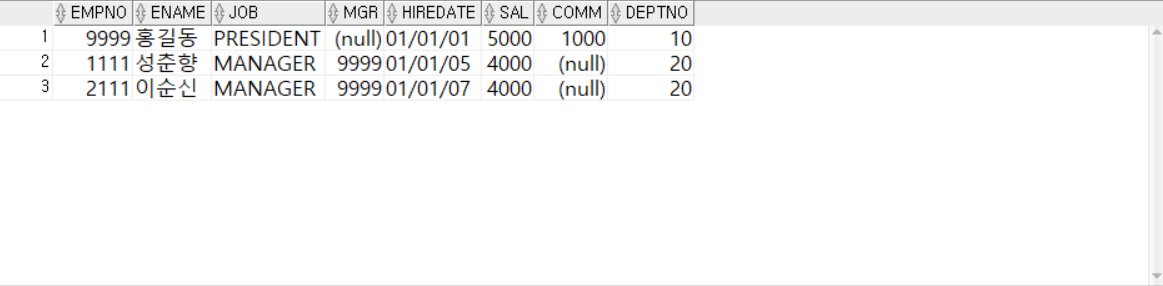 EMPNO ENAME JOB MGR HIREDATE SAL COMM DEPTNO
1 9999 홍길동 PRESIDENT (null) 01/01/01 5000 1000 10
2 1111 성춘향 MANAGER 9999 01/01/05 4000 (null) 20
3 2111 이순신 MANAGER 9999 01/01/07 4000 (null) 20